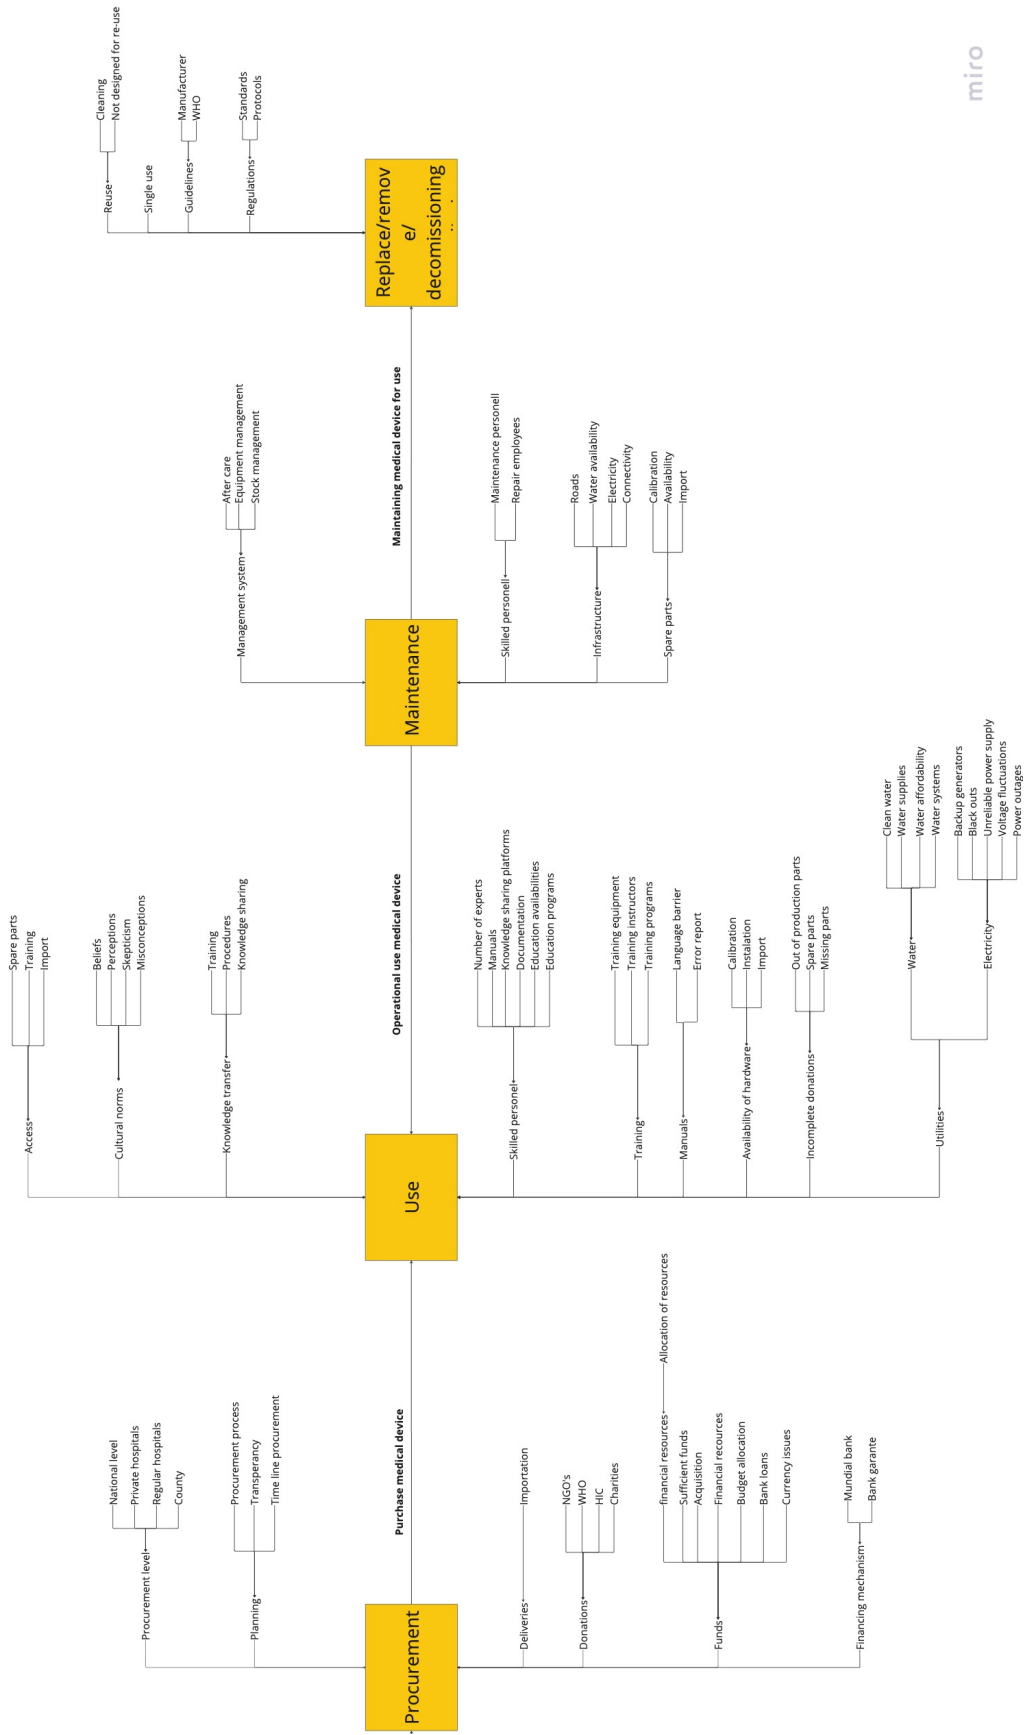 Procurement
Procurement level
National level
Private hospitals
Regular hospitals
County
Planning
Procurement process
Transperancy
Time line procurement
Purchase medical device
Deliveries
Importation
Donations
NGO's
WHO
HIC
Charities
Funds
financial resources
Allocation of resources
Sufficient funds
Acquisition
Financial recources
Budget allocation
Bank loans
Currency issues
Financing mechanism
Mundial bank
Bank garante
Use
Access
Spare parts
Training
Import
Cultural norms
Beliefs
Perceptions
Skepticism
Misconceptions
Knowledge transfer
Training
Procedures
Knowledge sharing
Operational use medical device
Skilled personel
Number of experts
Manuals
Knowledge sharing platforms
Documentation
Education availabilities
Education programs
Training
Training equipment
Training instructors
Training programs
Manuals
Language barrier
Error report
Availability of hardware
Calibration
Instalation
Import
Incomplete donations
Out of production parts
Spare parts
Missing parts
Utilities
Water
Clean water
Water supplies
Water affordability
Water systems
Electricity
Backup generators
Black outs
Unreliable power supply
Voltage fluctuations
Power outages
Maintenance
Management system
After care
Equipment management
Stock management
Maintaining medical device for use
Skilled personell
Maintenance personell
Repair employees
Infrastructure
Roads
Water availability
Electricity
Connectivity
Spare parts
Calibration
Availability
Import
Replace/remov
e/
decomissioning
Reuse
Cleaning
Not designed for re-use
Single use
Guidelines
Manufacturer
WHO
Regulations
Standards
Protocols
miro